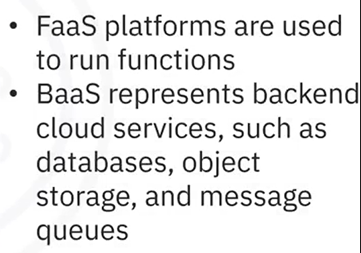 • FaaS platforms are used
to run functions
• BaaS represents backend
cloud services, such as
databases, object
storage, and message
queues